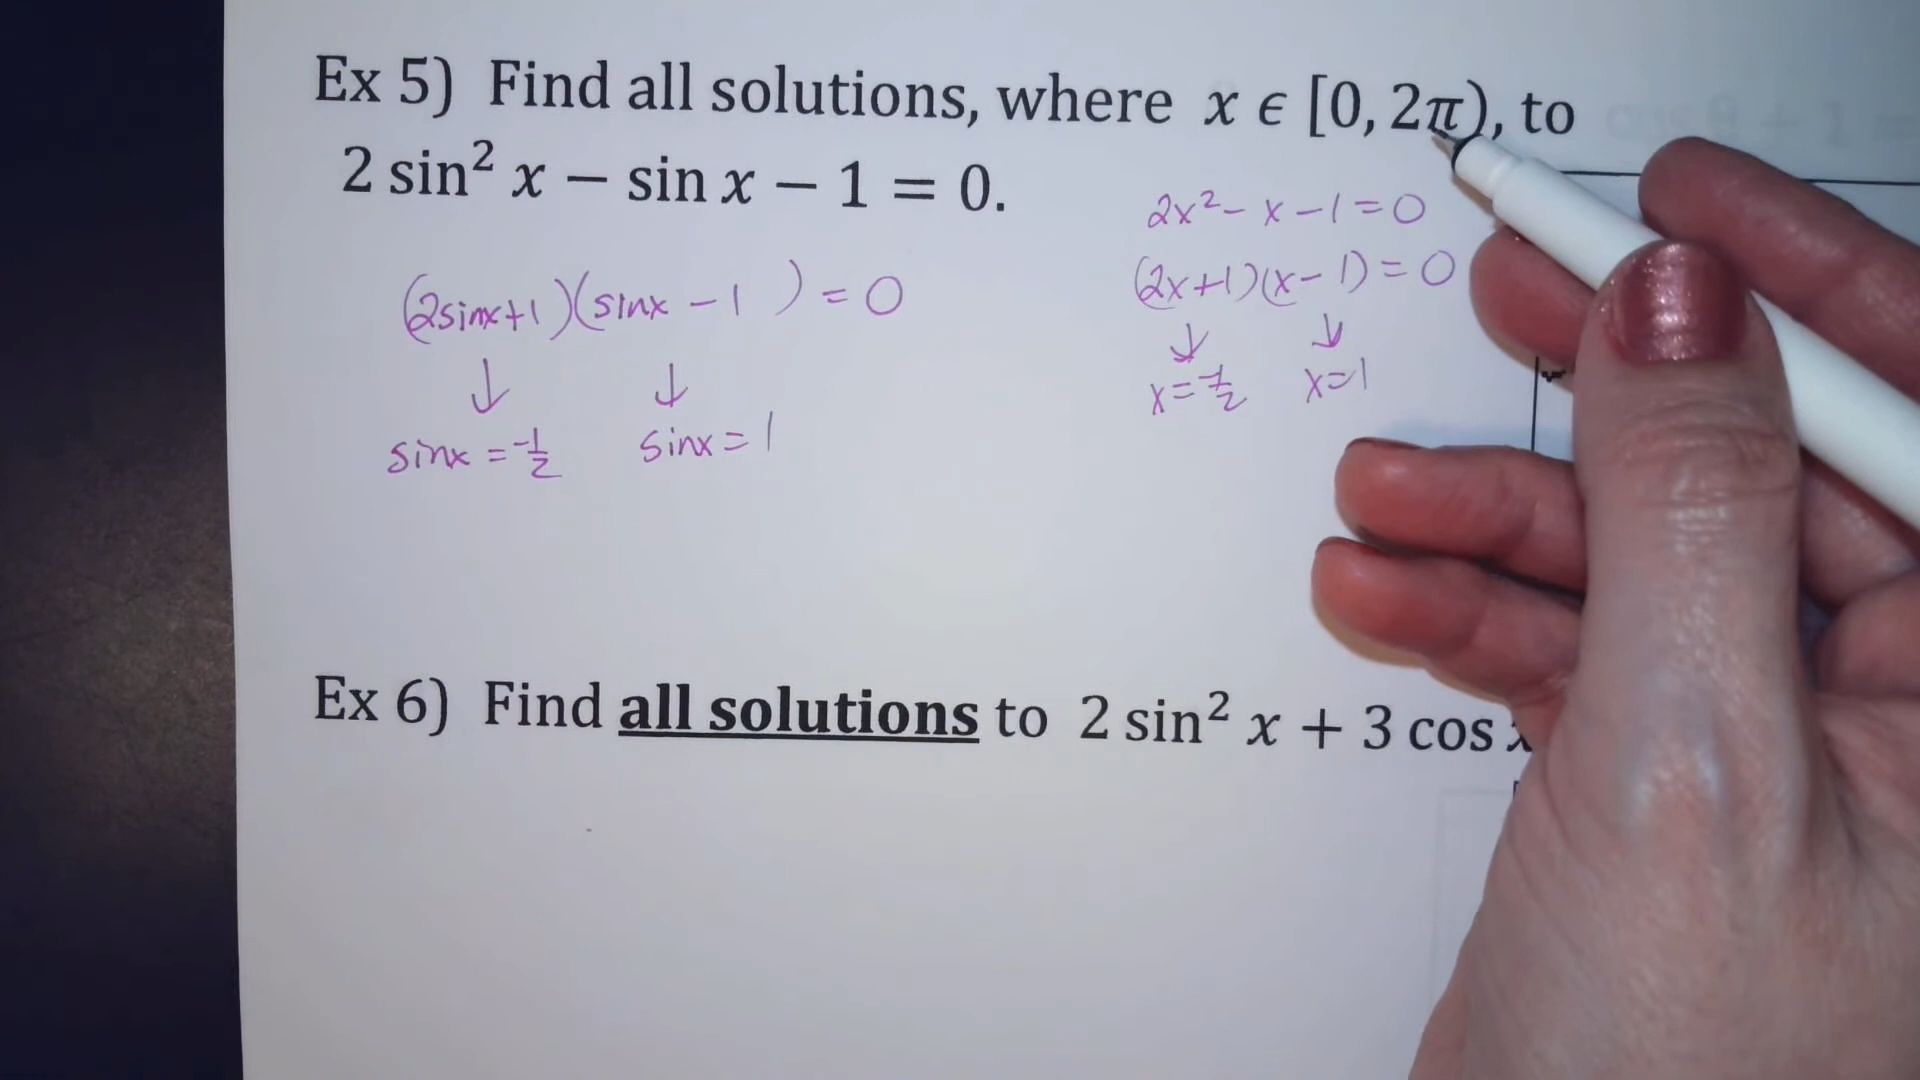 Ex 5) Find all solutions, where x ϵ [0, 2π), to
2 sin² x − sin x − 1 = 0.
2x² - x - 1 = 0
(2sinx+1)(sinx - 1 ) = 0
(2x+1)(x-1) = 0
↓ ↓
↓ ↓
x = -1/2 x=1
sinx = -1/2 sinx = 1
Ex 6) Find all solutions to 2 sin² x + 3 cos